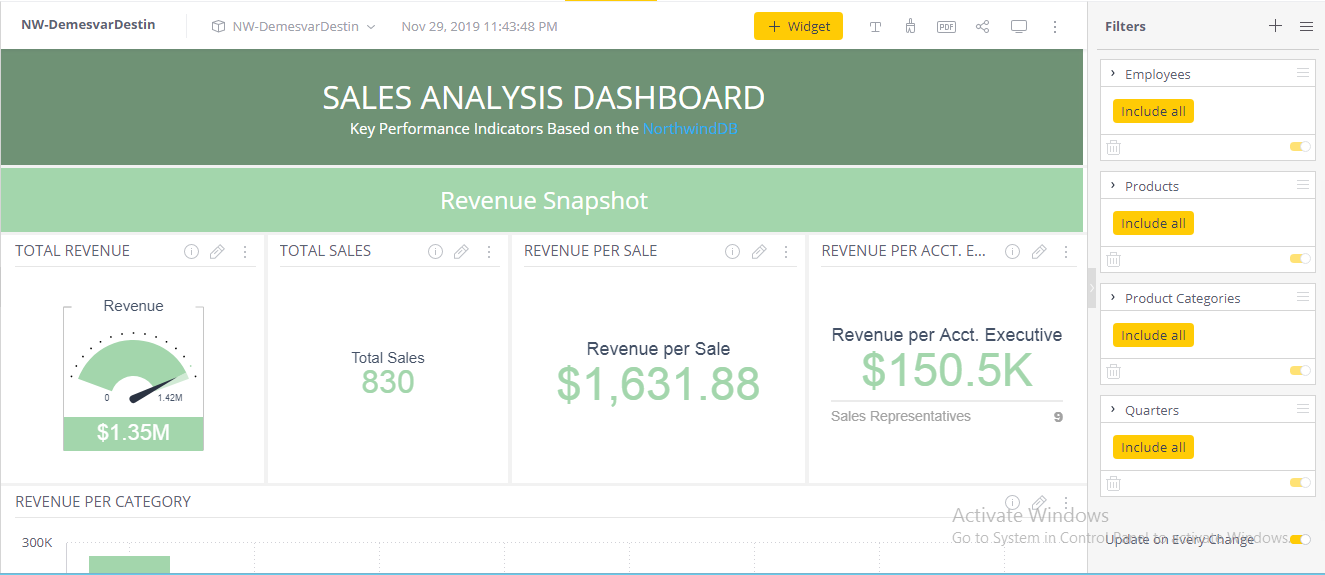 NW-DemesvarDestin
NW-DemesvarDestin
Nov 29, 2019 11:43:48 PM
+ Widget
PDF
Filters
SALES ANALYSIS DASHBOARD
Key Performance Indicators Based on the NorthwindDB
Revenue Snapshot
TOTAL REVENUE
TOTAL SALES
REVENUE PER SALE
REVENUE PER ACCT. E...
Revenue
0
1.42M
$1.35M
Total Sales
830
Revenue per Sale
$1,631.88
Revenue per Acct. Executive
$150.5K
Sales Representatives 9
REVENUE PER CATEGORY
300K
Employees
Include all
Products
Include all
Product Categories
Include all
Quarters
Include all
Update on Every Change
Activate Windows
Go to System in Control Panel to activate Windows.